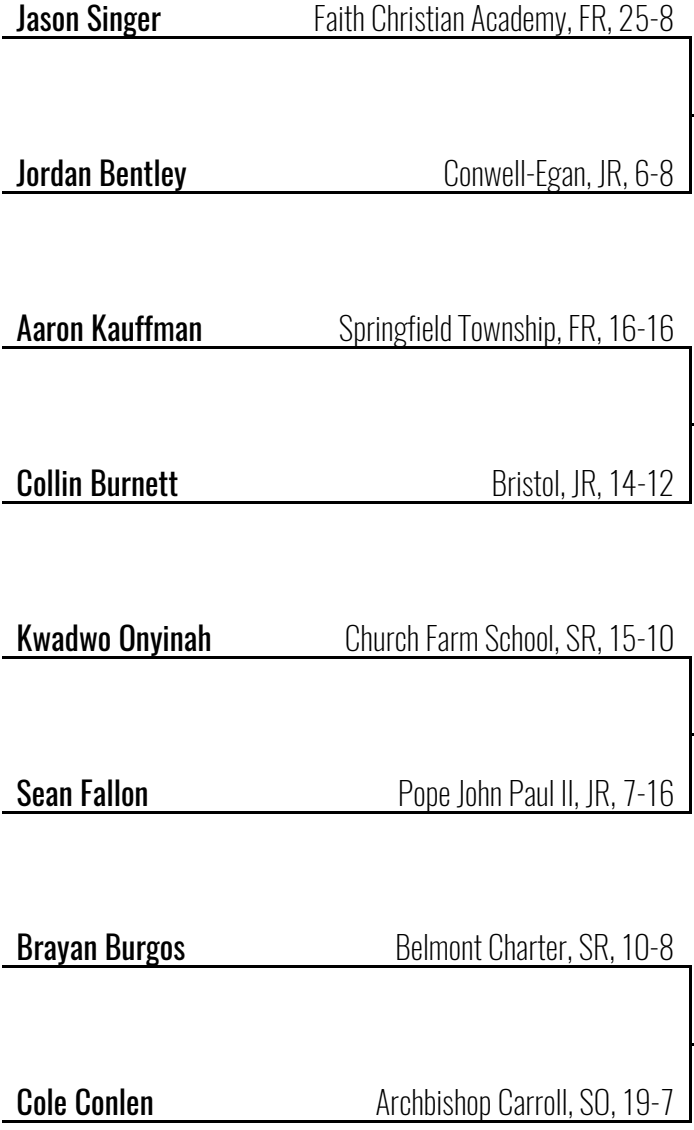 Jason Singer Faith Christian Academy, FR, 25-8
Jordan Bentley Conwell-Egan, JR, 6-8
Aaron Kauffman Springfield Township, FR, 16-16
Collin Burnett Bristol, JR, 14-12
Kwadwo Onyinah Church Farm School, SR, 15-10
Sean Fallon Pope John Paul II, JR, 7-16
Brayan Burgos Belmont Charter, SR, 10-8
Cole Conlen Archbishop Carroll, SO, 19-7